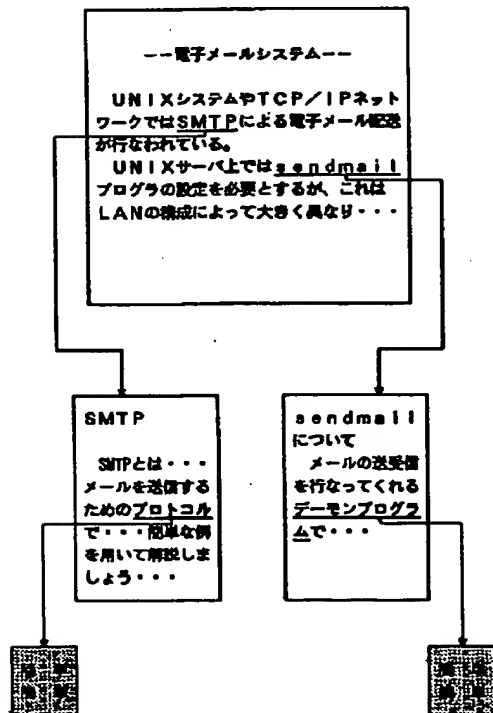 －－電子メールシステム－－
UNIXシステムやTCP／IPネット
ワークではSMTPによる電子メール配送
が行なわれている。
UNIXサーバ上ではsendmail
プログラの設定を必要とするが、これは
LANの構成によって大きく異なり・・・
SMTP
SMTPとは・・・
メールを送信する
ためのプロトコル
で・・・簡単な例
を用いて解説しま
しょう・・・
sendmail
について
メールの送受信
を行なってくれる
デーモンプログラ
ムで・・・